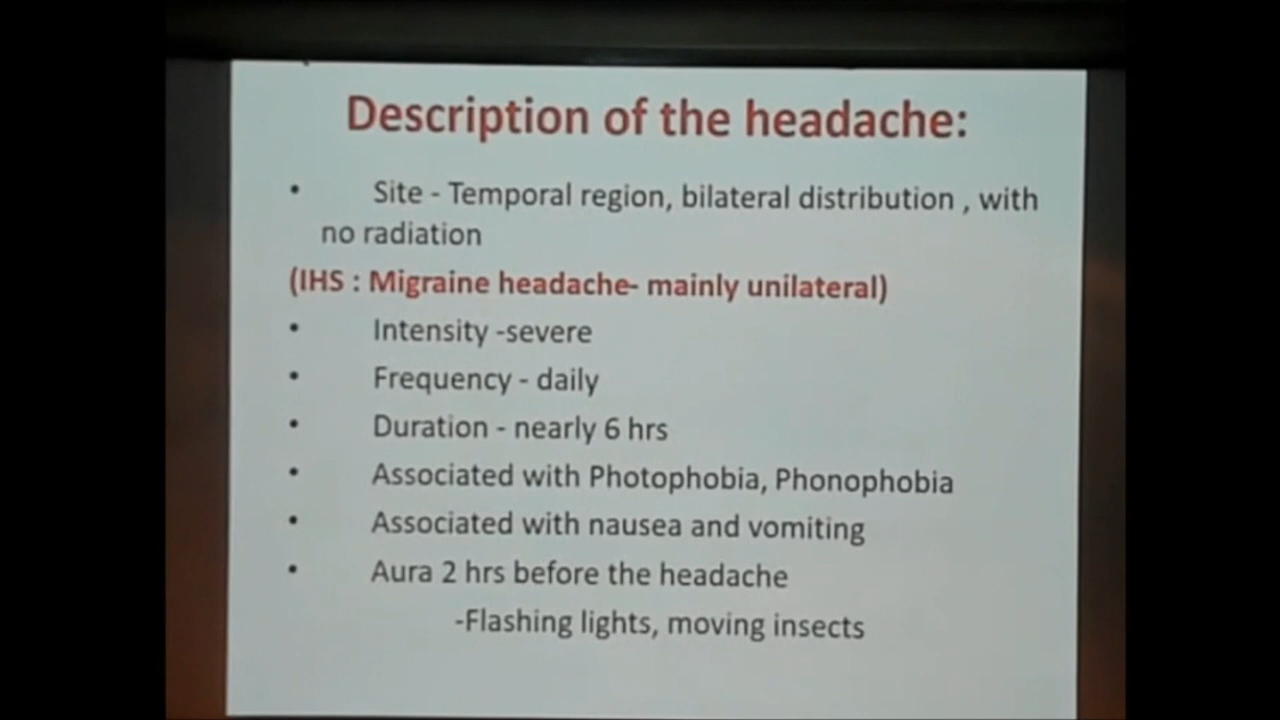 Description of the headache:
• Site - Temporal region, bilateral distribution , with
no radiation
(IHS : Migraine headache- mainly unilateral)
• Intensity -severe
• Frequency - daily
• Duration - nearly 6 hrs
• Associated with Photophobia, Phonophobia
• Associated with nausea and vomiting
• Aura 2 hrs before the headache
-Flashing lights, moving insects